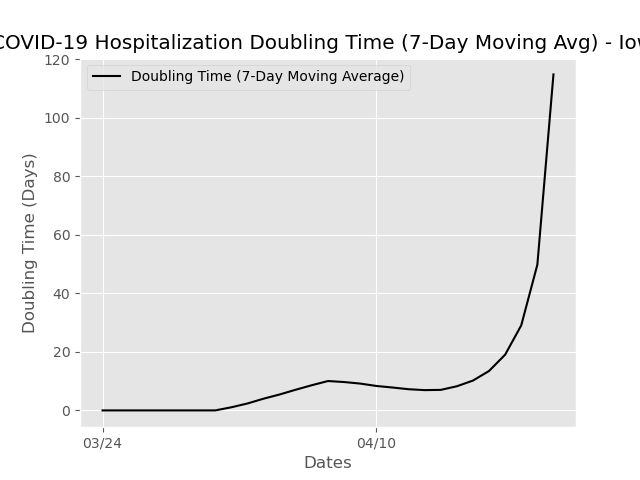 COVID-19 Hospitalization Doubling Time (7-Day Moving Avg) - Iow
Doubling Time (7-Day Moving Average)
120
100
80
60
40
20
0
Doubling Time (Days)
03/24
04/10
Dates